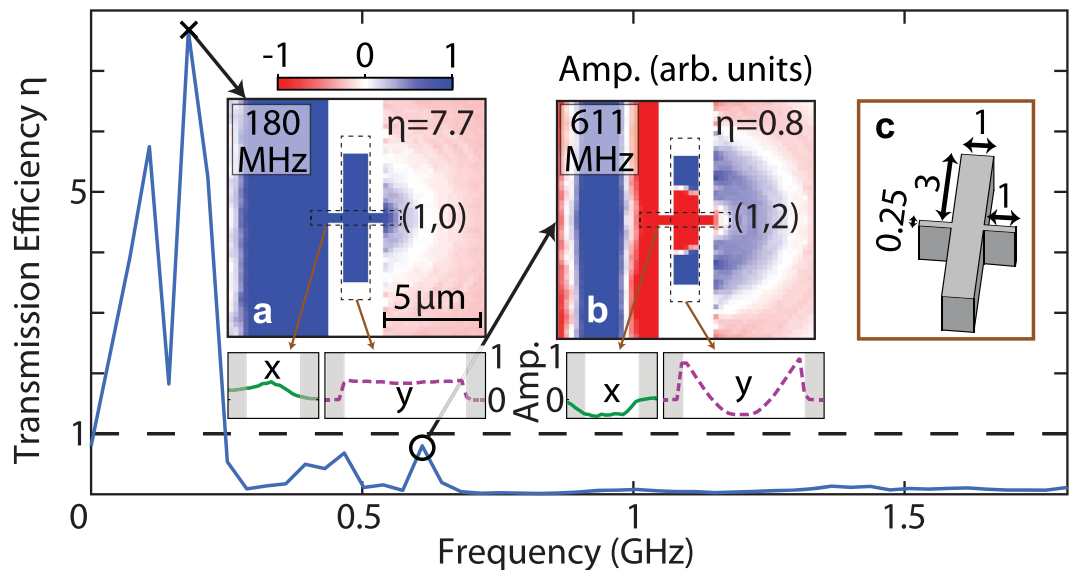 Transmission Efficiency η
5
1
0
0.5
1
1.5
Frequency (GHz)
-1 0 1
Amp. (arb. units)
180
MHz
η=7.7
(1,0)
a
5 μm
x
y
1
0
611
MHz
η=0.8
(1,2)
b
Amp.
1
0
x
y
c
1
3
1
0.25